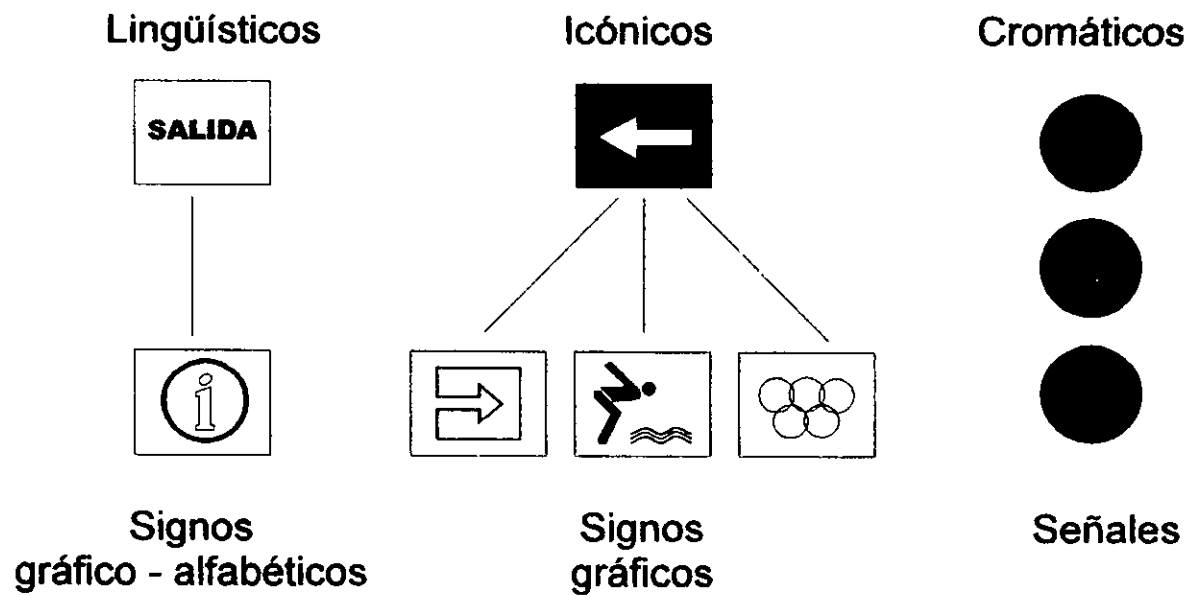 Lingüísticos
Icónicos
Cromáticos
SALIDA
i
Signos
gráfico - alfabéticos
Signos
gráficos
Señales